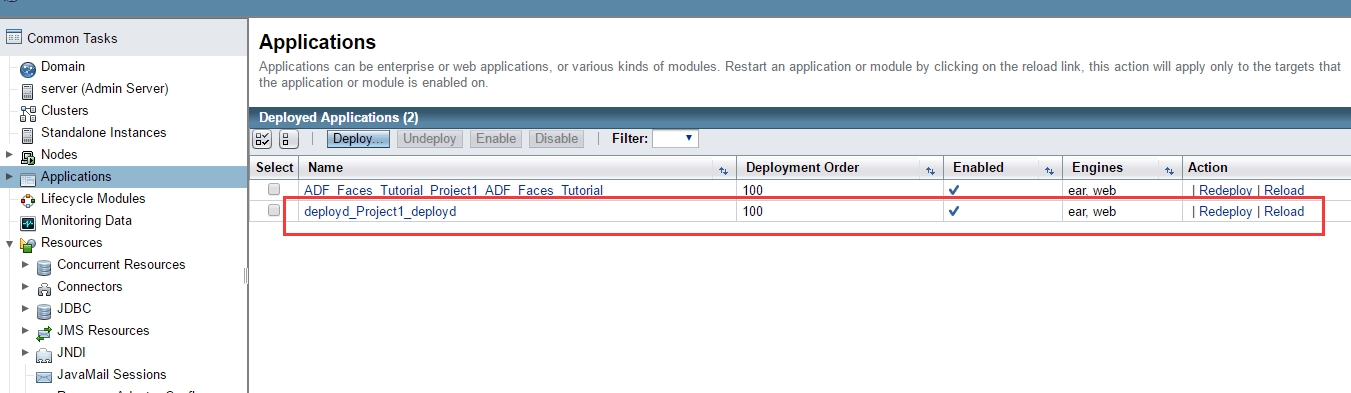 Common Tasks
Domain
server (Admin Server)
Clusters
Standalone Instances
Nodes
Applications
Lifecycle Modules
Monitoring Data
Resources
Concurrent Resources
Connectors
JDBC
JMS Resources
JNDI
JavaMail Sessions
Applications
Applications can be enterprise or web applications, or various kinds of modules. Restart an application or module by clicking on the reload link, this action will apply only to the targets that
the application or module is enabled on.
Deployed Applications (2)
Deploy... Undeploy Enable Disable Filter:
Select Name Deployment Order Enabled Engines Action
ADF_Faces_Tutorial_Project1_ADF_Faces_Tutorial 100 ear, web | Redeploy | Reload
deployd_Project1_deployd 100 ear, web | Redeploy | Reload